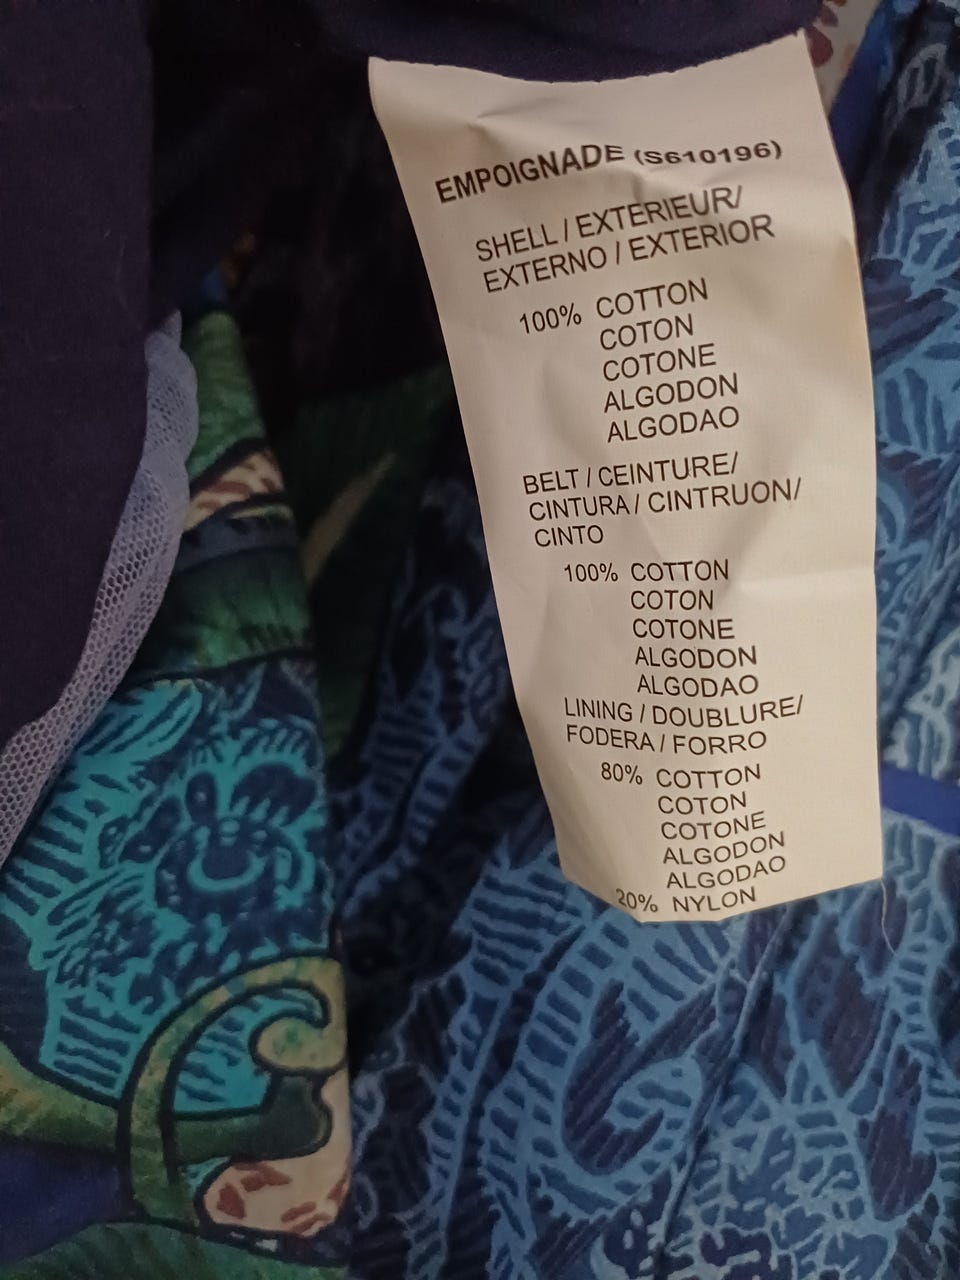 EMPOIGNADE (S610196)
SHELL / EXTERIEUR/
EXTERNO / EXTERIOR
100% COTTON
COTON
COTONE
ALGODON
ALGODAO
BELT / CEINTURE/
CINTURA / CINTRUON/
CINTO
100% COTTON
COTON
COTONE
ALGODON
ALGODAO
LINING / DOUBLURE/
FODERA / FORRO
80% COTTON
COTON
COTONE
ALGODON
ALGODAO
20% NYLON